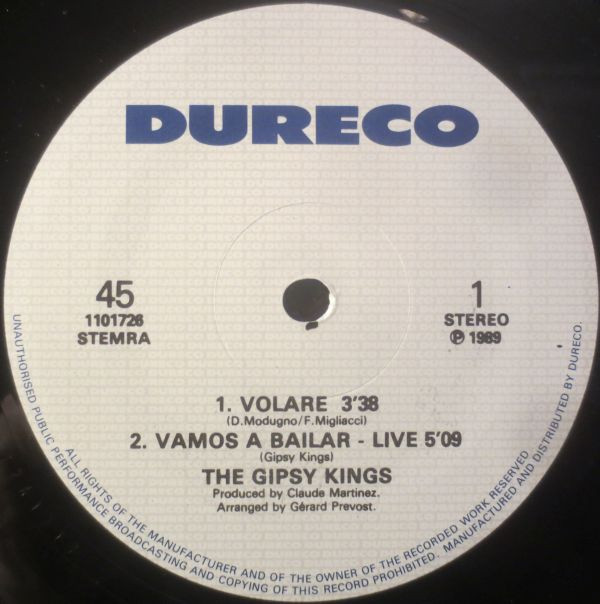 DURECO
45
1101726
STEMRA
1
STEREO
℗ 1989
1. VOLARE 3'38
(D.Modugno/F.Migliacci)
2. VAMOS A BAILAR - LIVE 5'09
(Gipsy Kings)
THE GIPSY KINGS
Produced by Claude Martinez.
Arranged by Gérard Prevost.
ALL RIGHTS OF THE MANUFACTURER AND OF THE OWNER OF THE RECORDED WORK RESERVED
UNAUTHORISED PUBLIC PERFORMANCE BROADCASTING AND COPYING OF THIS RECORD PROHIBITED. MANUFACTURED AND DISTRIBUTED BY DURECO.